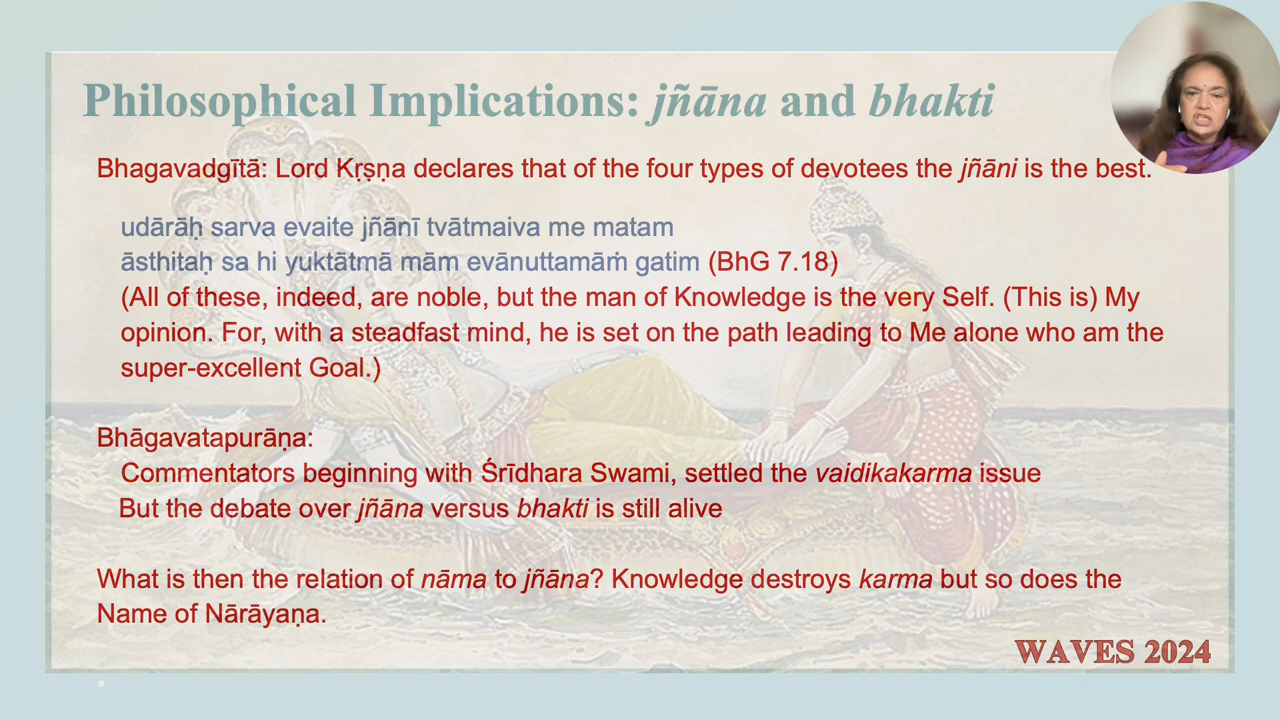 Philosophical Implications: jñāna and bhakti
Bhagavadgītā: Lord Kṛṣṇa declares that of the four types of devotees the jñāni is the best.
udārāḥ sarva evaite jñānī tvātmaiva me matam
āsthitaḥ sa hi yuktātmā mām evānuttamāṁ gatim (BhG 7.18)
(All of these, indeed, are noble, but the man of Knowledge is the very Self. (This is) My
opinion. For, with a steadfast mind, he is set on the path leading to Me alone who am the
super-excellent Goal.)
Bhāgavatapurāṇa:
Commentators beginning with Śrīdhara Swami, settled the vaidikakarma issue
But the debate over jñāna versus bhakti is still alive
What is then the relation of nāma to jñāna? Knowledge destroys karma but so does the
Name of Nārāyaṇa.
WAVES 2024